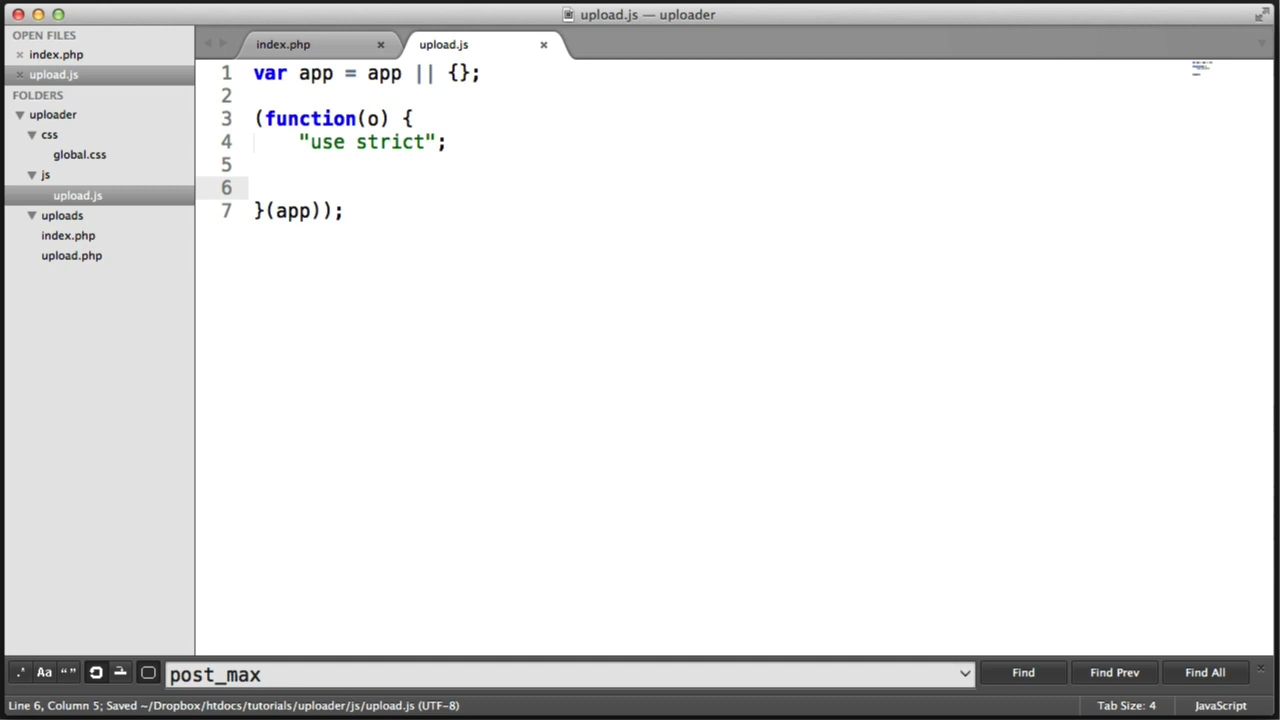 upload.js — uploader
OPEN FILES
index.php
upload.js
FOLDERS
uploader
css
global.css
js
upload.js
uploads
index.php
upload.php
index.php
upload.js
1 var app = app || {};
2
3 (function(o) {
4 "use strict";
5
6
7 }(app));
.* Aa “”
post_max
Find
Find Prev
Find All
Line 6, Column 5; Saved ~/Dropbox/htdocs/tutorials/uploader/js/upload.js (UTF-8)
Tab Size: 4
JavaScript